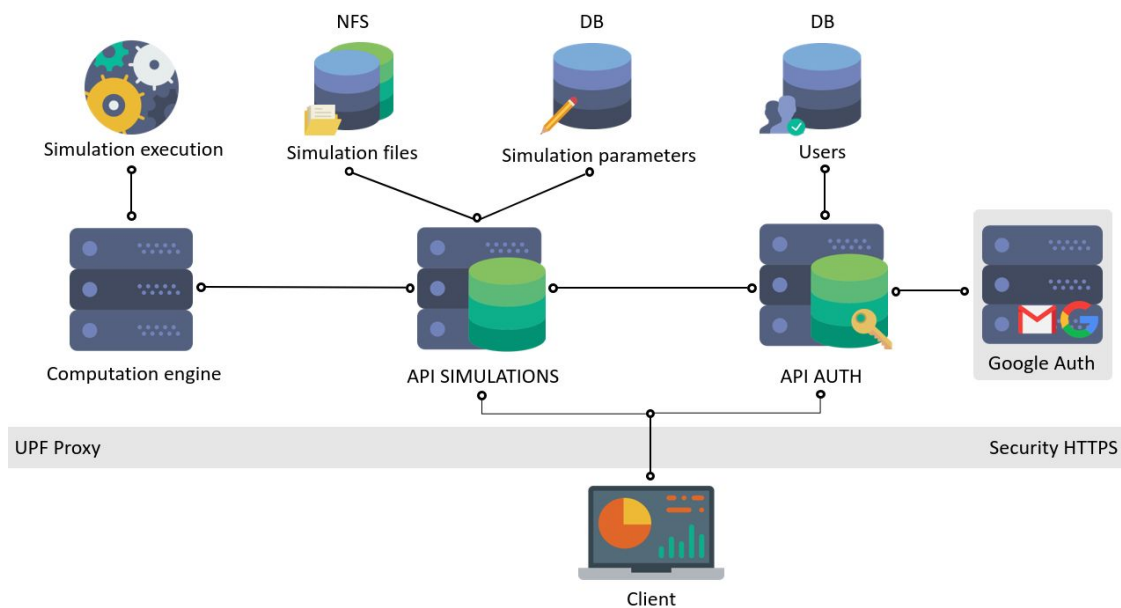 NFS
DB
DB
Simulation execution
Simulation files
Simulation parameters
Users
Computation engine
API SIMULATIONS
API AUTH
Google Auth
UPF Proxy
Security HTTPS
Client